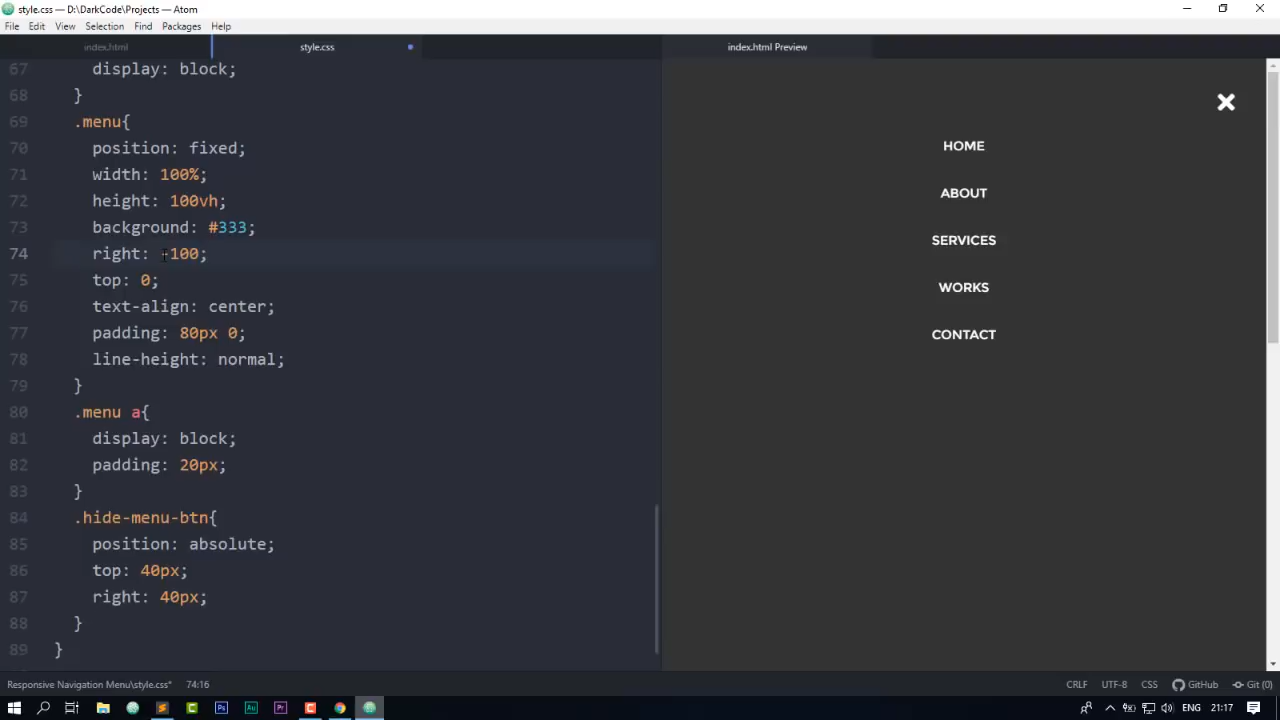 style.css — D:\DarkCode\Projects — Atom
File Edit View Selection Find Packages Help
index.html
style.css
index.html Preview
67 display: block;
68 }
69 .menu{
70 position: fixed;
71 width: 100%;
72 height: 100vh;
73 background: #333;
74 right: -100;
75 top: 0;
76 text-align: center;
77 padding: 80px 0;
78 line-height: normal;
79 }
80 .menu a{
81 display: block;
82 padding: 20px;
83 }
84 .hide-menu-btn{
85 position: absolute;
86 top: 40px;
87 right: 40px;
88 }
89 }
HOME
ABOUT
SERVICES
WORKS
CONTACT
Responsive Navigation Menu\style.css* 74:16
CRLF UTF-8 CSS GitHub Git (0)
Ps Au Pr C
ENG 21:17